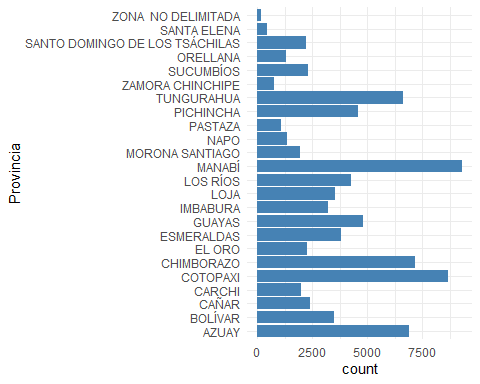 ZONA  NO DELIMITADA
SANTA ELENA
SANTO DOMINGO DE LOS TSÁCHILAS
ORELLANA
SUCUMBÍOS
ZAMORA CHINCHIPE
TUNGURAHUA
PICHINCHA
PASTAZA
NAPO
MORONA SANTIAGO
MANABÍ
LOS RÍOS
LOJA
IMBABURA
GUAYAS
ESMERALDAS
EL ORO
CHIMBORAZO
COTOPAXI
CARCHI
CAÑAR
BOLÍVAR
AZUAY
Provincia
0 2500 5000 7500
count